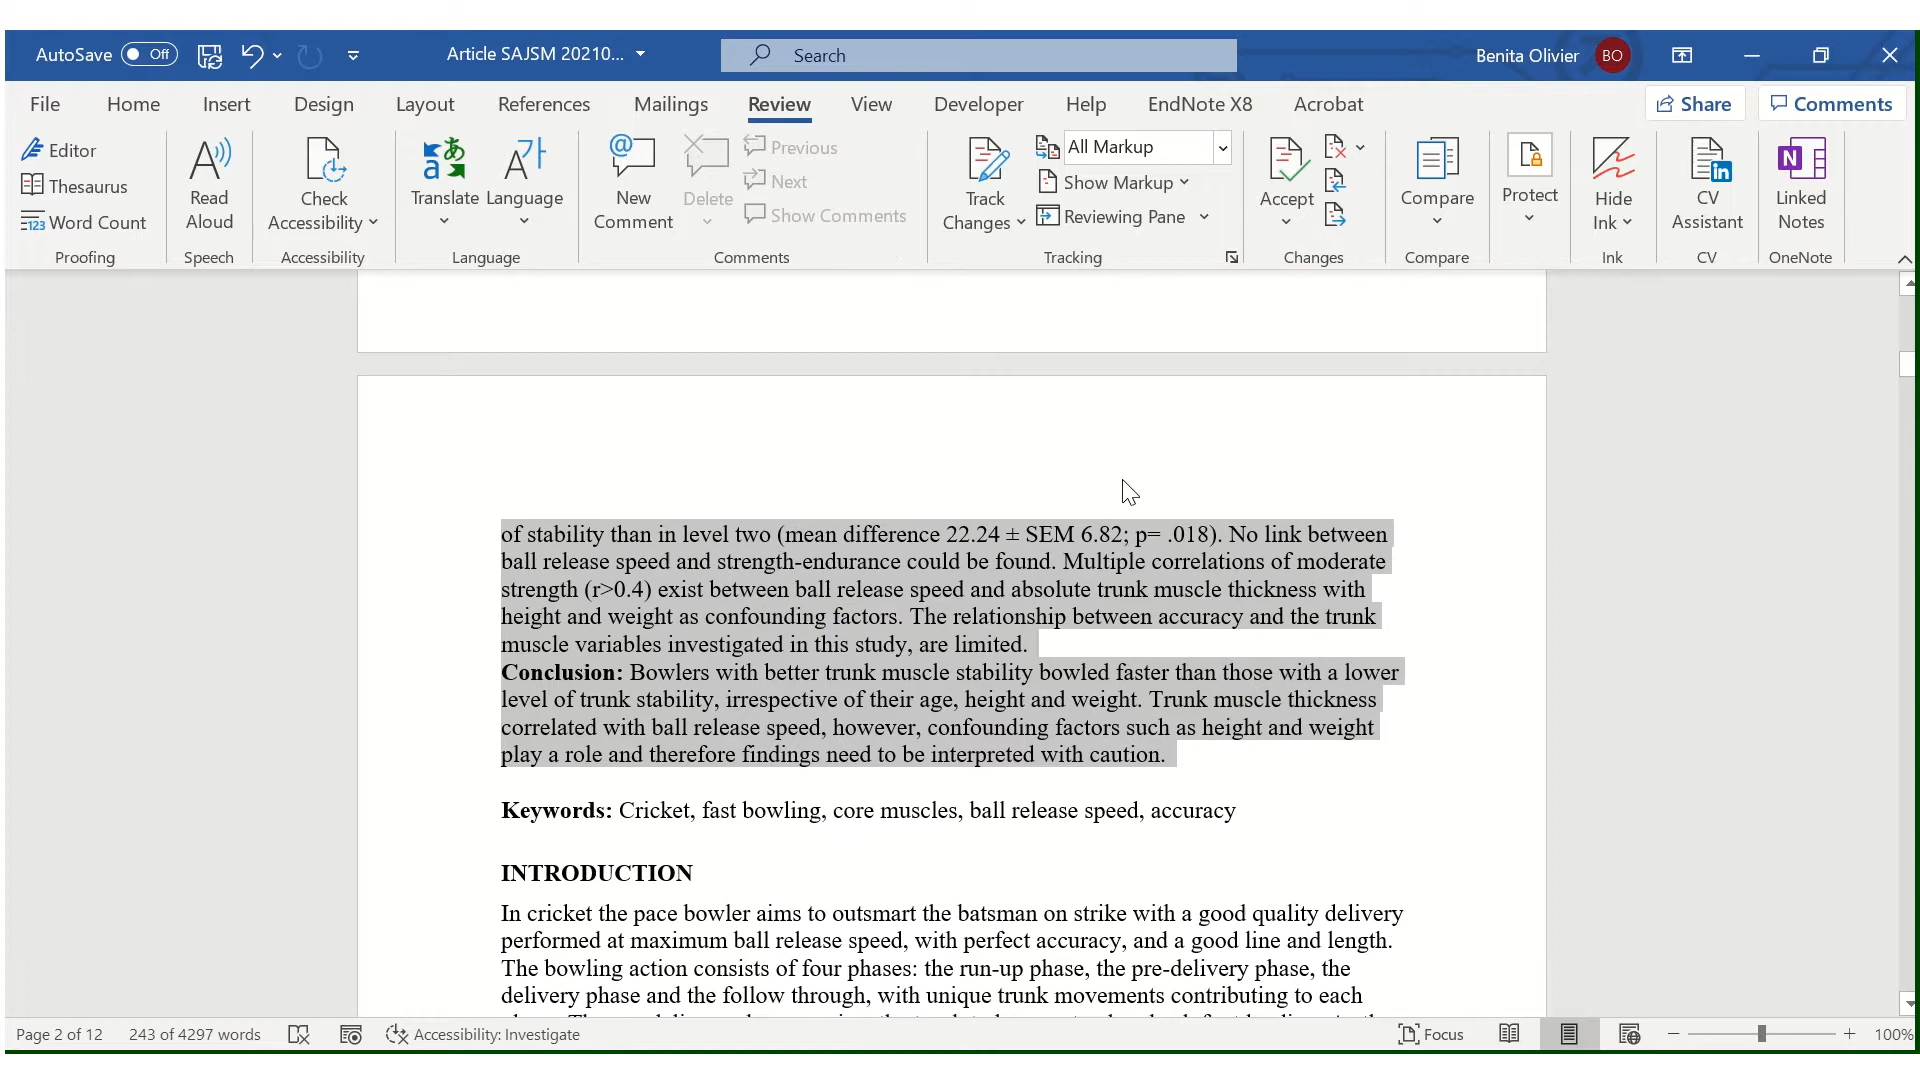 AutoSave Off Article SAJSM 20210... Search Benita Olivier BO
File Home Insert Design Layout References Mailings Review View Developer Help EndNote X8 Acrobat Share Comments
Editor
Thesaurus
Word Count
Proofing
Read
Aloud
Speech
Check
Accessibility
Accessibility
Translate
Language
Language
New
Comment
Delete
Previous
Next
Show Comments
Comments
Track
Changes
All Markup
Show Markup
Reviewing Pane
Tracking
Accept
Changes
Compare
Compare
Protect
Hide
Ink
Ink
CV
Assistant
CV
Linked
Notes
OneNote
of stability than in level two (mean difference 22.24 ± SEM 6.82; p= .018). No link between
ball release speed and strength-endurance could be found. Multiple correlations of moderate
strength (r>0.4) exist between ball release speed and absolute trunk muscle thickness with
height and weight as confounding factors. The relationship between accuracy and the trunk
muscle variables investigated in this study, are limited.
Conclusion: Bowlers with better trunk muscle stability bowled faster than those with a lower
level of trunk stability, irrespective of their age, height and weight. Trunk muscle thickness
correlated with ball release speed, however, confounding factors such as height and weight
play a role and therefore findings need to be interpreted with caution.
Keywords: Cricket, fast bowling, core muscles, ball release speed, accuracy
INTRODUCTION
In cricket the pace bowler aims to outsmart the batsman on strike with a good quality delivery
performed at maximum ball release speed, with perfect accuracy, and a good line and length.
The bowling action consists of four phases: the run-up phase, the pre-delivery phase, the
delivery phase and the follow through, with unique trunk movements contributing to each
Page 2 of 12 243 of 4297 words Accessibility: Investigate Focus 100%